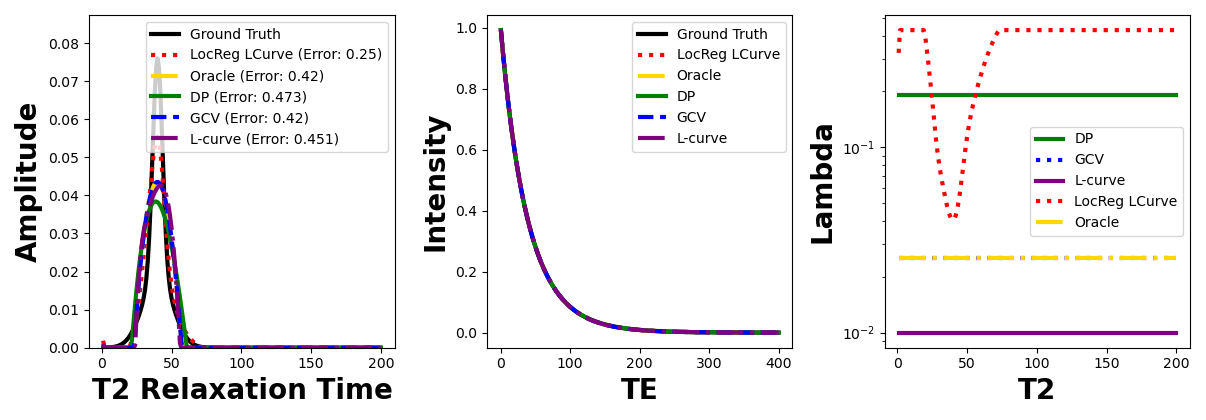 Amplitude
0.08
0.07
0.06
0.05
0.04
0.03
0.02
0.01
0.00
Ground Truth
LocReg LCurve (Error: 0.25)
Oracle (Error: 0.42)
DP (Error: 0.473)
GCV (Error: 0.42)
L-curve (Error: 0.451)
0 50 100 150 200
T2 Relaxation Time
Intensity
1.0
0.8
0.6
0.4
0.2
0.0
Ground Truth
LocReg LCurve
Oracle
DP
GCV
L-curve
0 100 200 300 400
TE
Lambda
10⁻¹
10⁻²
DP
GCV
L-curve
LocReg LCurve
Oracle
0 50 100 150 200
T2